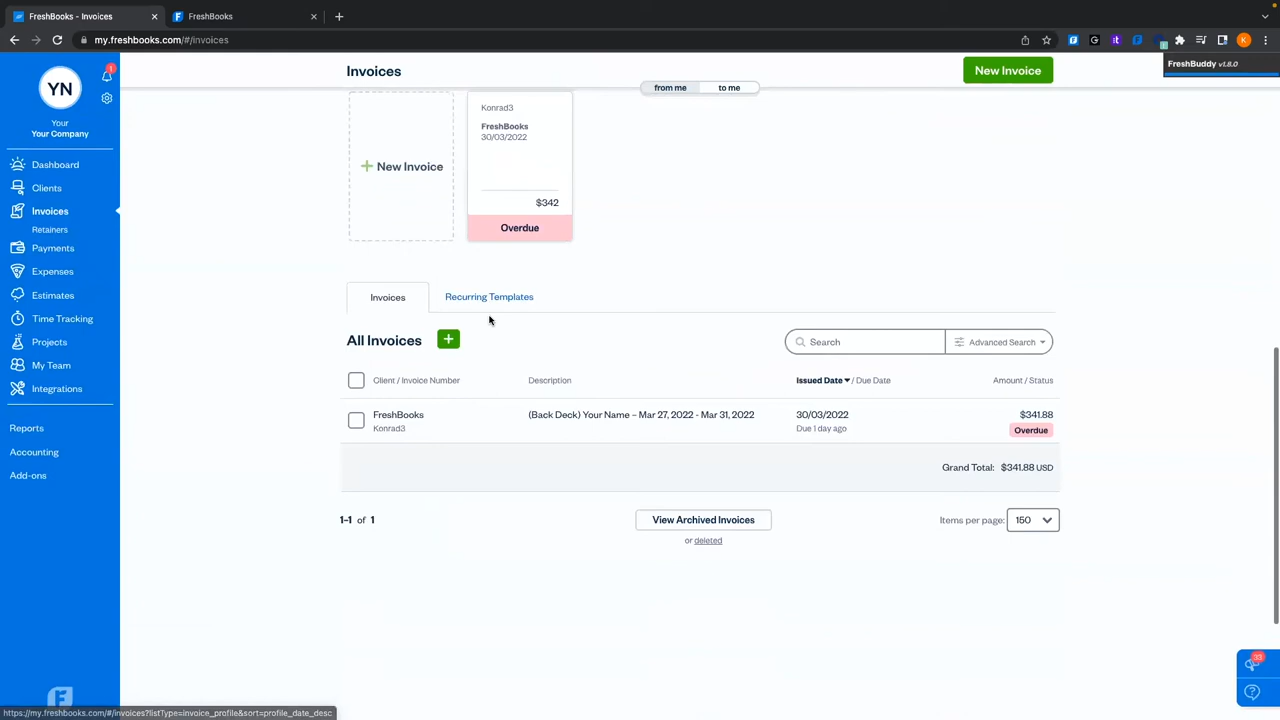 FreshBooks - Invoices
FreshBooks
my.freshbooks.com/#/invoices
YN
1
Your
Your Company
Dashboard
Clients
Invoices
Retainers
Payments
Expenses
Estimates
Time Tracking
Projects
My Team
Integrations
Reports
Accounting
Add-ons
Invoices
New Invoice
FreshBuddy v1.8.0
from me
to me
+ New Invoice
Konrad3
FreshBooks
30/03/2022
$342
Overdue
Invoices
Recurring Templates
All Invoices
+
Search
Advanced Search
Client / Invoice Number
Description
Issued Date / Due Date
Amount / Status
FreshBooks
Konrad3
(Back Deck) Your Name – Mar 27, 2022 - Mar 31, 2022
30/03/2022
Due 1 day ago
$341.88
Overdue
Grand Total: $341.88 USD
1–1 of 1
View Archived Invoices
or deleted
Items per page: 150
33
https://my.freshbooks.com/#/invoices?listType=invoice_profile&sort=profile_date_desc